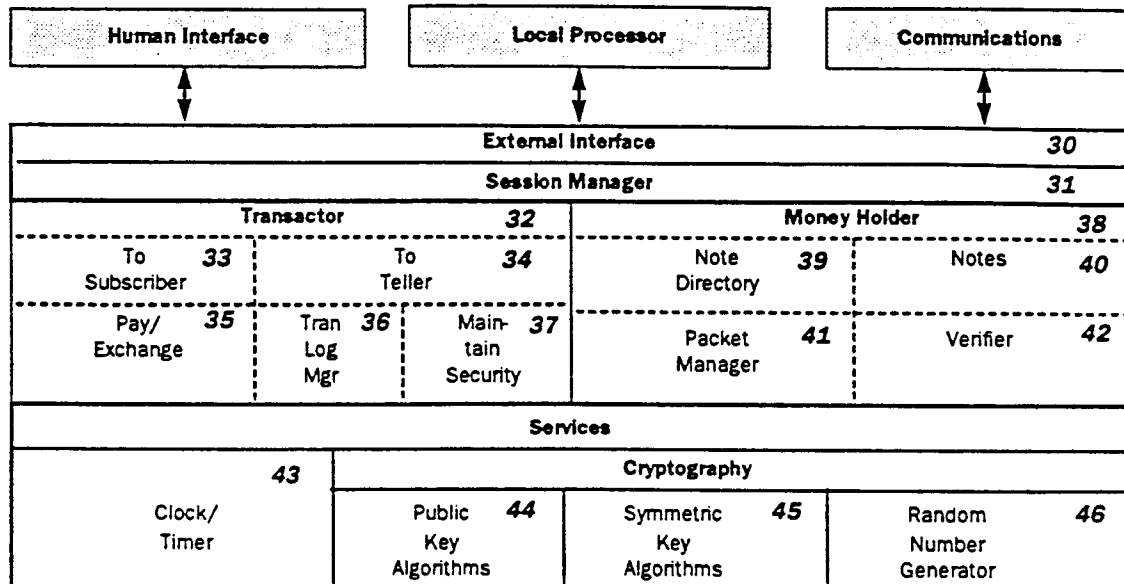 Human Interface
Local Processor
Communications
External Interface 30
Session Manager 31
Transactor 32
Money Holder 38
To 33
Subscriber
To 34
Teller
Note 39
Directory
Notes 40
Pay/ 35
Exchange
Tran 36
Log
Mgr
Main- 37
tain
Security
Packet 41
Manager
Verifier 42
Services
43
Clock/
Timer
Cryptography
Public 44
Key
Algorithms
Symmetric 45
Key
Algorithms
Random 46
Number
Generator